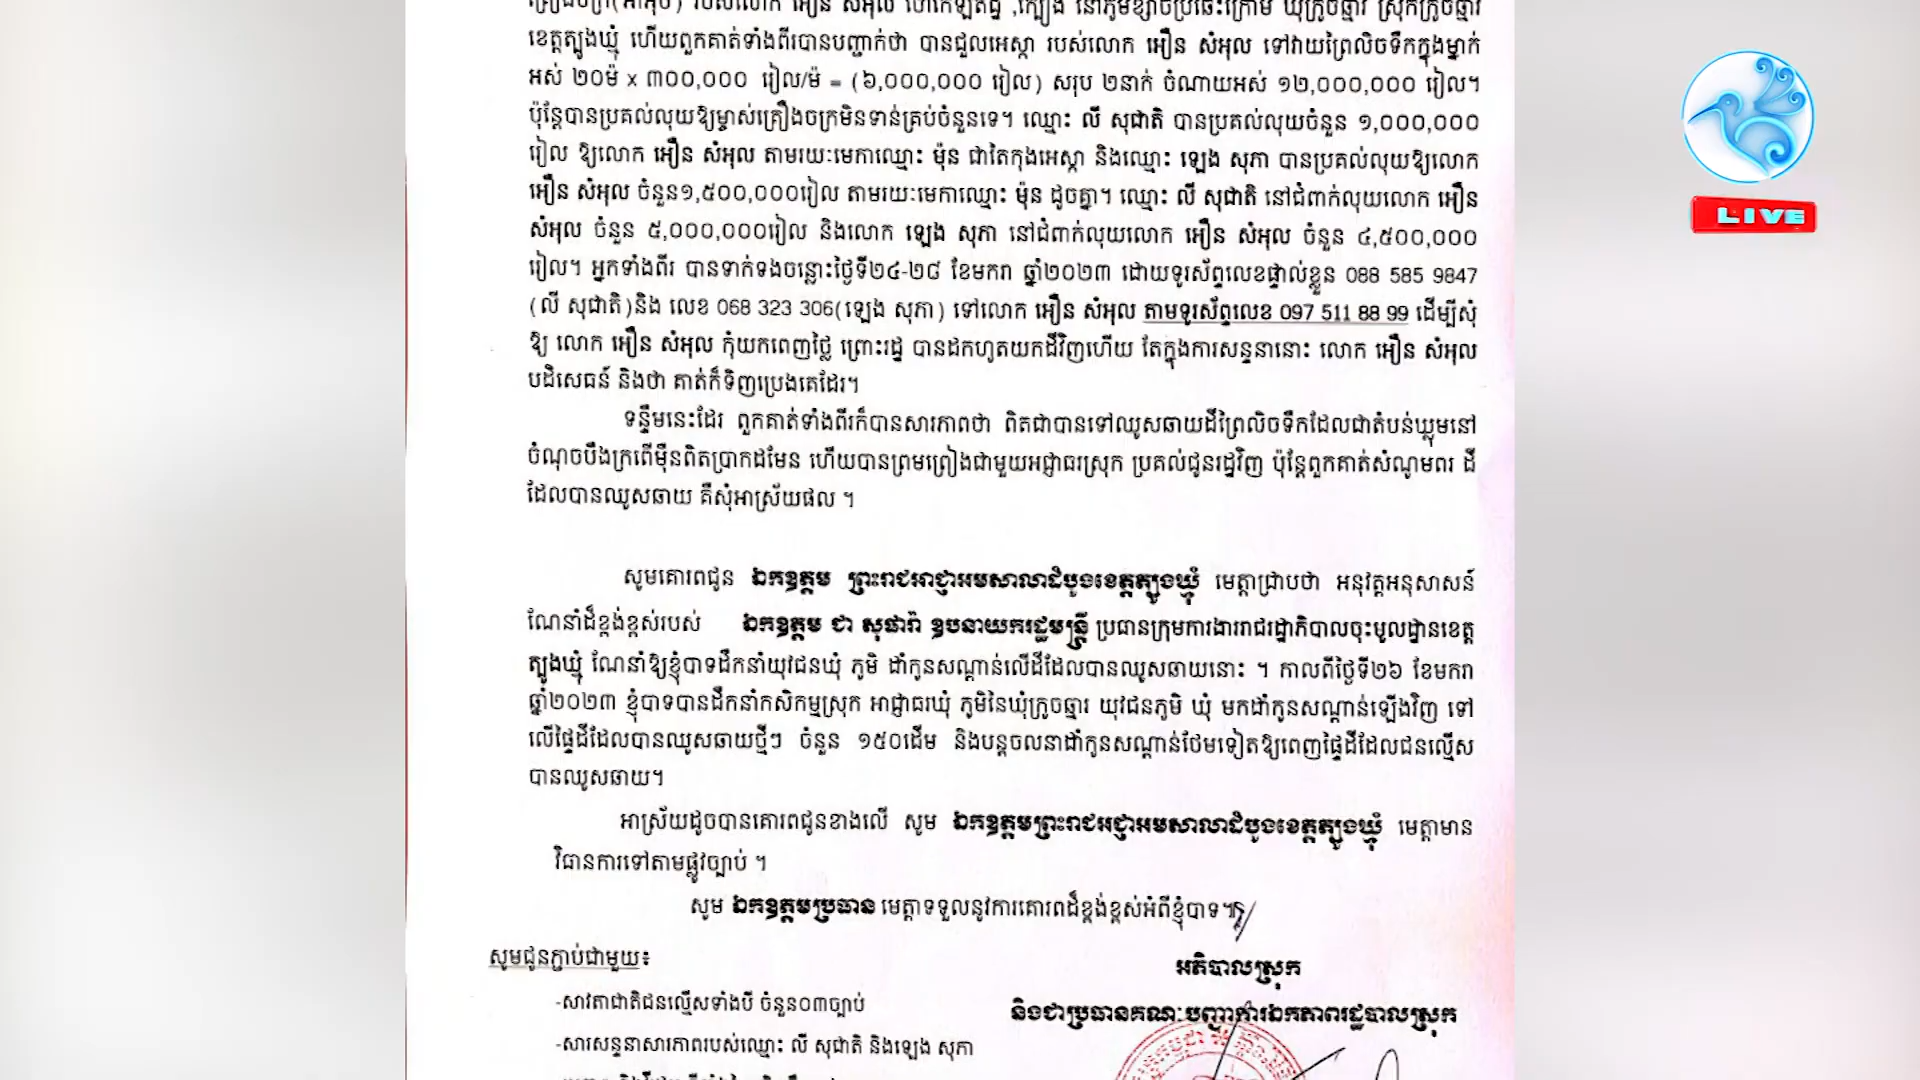 គ្រឿងចក្រ(អាអុប) របស់លោក អឿន សំអុល ហៅកែឡតដួ ,ក្បឿង នៅភូមិខ្សាច់ប្រឆេះក្រោម ឃុំក្រូចឆ្មារ ស្រុកក្រូចឆ្មារ
ខេត្តត្បូងឃ្មុំ ហើយពួកគាត់ទាំងពីរបានបញ្ជាក់ថា បានជួលអេស្កា របស់លោក អឿន សំអុល ទៅវាយព្រៃលិចទឹកក្នុងម្នាក់
អស់ ២០ម៉ x ៣០០,០០០ រៀល/ម៉ = (៦,០០០,០០០ រៀល) សរុប ២នាក់ ចំណាយអស់ ១២,០០០,០០០ រៀល។
ប៉ុន្តែបានប្រគល់លុយឱ្យម្ចាស់គ្រឿងចក្រមិនទាន់គ្រប់ចំនួនទេ។ ឈ្មោះ លី សុជាតិ បានប្រគល់លុយចំនួន ១,០០០,០០០
រៀល ឱ្យលោក អឿន សំអុល តាមរយៈមេកាឈ្មោះ ម៉ុន ជាតៃកុងអេស្កា និងឈ្មោះ ឡេង សុភា បានប្រគល់លុយឱ្យលោក
អឿន សំអុល ចំនួន១,៥០០,០០០រៀល តាមរយៈមេកាឈ្មោះ ម៉ុន ដូចគ្នា។ ឈ្មោះ លី សុជាតិ នៅជំពាក់លុយលោក អឿន
សំអុល ចំនួន ៥,០០០,០០០រៀល និងលោក ឡេង សុភា នៅជំពាក់លុយលោក អឿន សំអុល ចំនួន ៤,៥០០,០០០
រៀល។ អ្នកទាំងពីរ បានទាក់ទងចន្លោះថ្ងៃទី២៤-២៨ ខែមករា ឆ្នាំ២០២៣ ដោយទូរស័ព្ទលេខផ្ទាល់ខ្លួន 088 585 9847
(លី សុជាតិ)និង លេខ 068 323 306(ឡេង សុភា) ទៅលោក អឿន សំអុល តាមទូរស័ព្ទលេខ 097 511 88 99 ដើម្បីសុំ
ឱ្យ លោក អឿន សំអុល កុំយកពេញថ្លៃ ព្រោះរដ្ឋ បានដកហូតយកដីវិញហើយ តែក្នុងការសន្ទនានោះ លោក អឿន សំអុល
បដិសេធន៍ និងថា គាត់ក៏ទិញប្រេងគេដែរ។
ទន្ទឹមនេះដែរ ពួកគាត់ទាំងពីរក៏បានសារភាពថា ពិតជាបានទៅឈូសឆាយដីព្រៃលិចទឹកដែលជាតំបន់ឃ្លុមនៅ
ចំណុចបឹងក្រពើម៉ឺនពិតប្រាកដមែន ហើយបានព្រមព្រៀងជាមួយអជ្ញាធរស្រុក ប្រគល់ជូនរដ្ឋវិញ ប៉ុន្តែពួកគាត់សំណូមពរ ដី
ដែលបានឈូសឆាយ គឺសុំអាស្រ័យផល ។
សូមគោរពជូន ឯកឧត្តម ព្រះរាជអាជ្ញាអមសាលាដំបូងខេត្តត្បូងឃ្មុំ មេត្តាជ្រាបថា អនុវត្តអនុសាសន៍
ណែនាំដ៏ខ្ពង់ខ្ពស់របស់ ឯកឧត្តម ជា សុផារ៉ា ឧបនាយករដ្ឋមន្ត្រី ប្រធានក្រុមការងាររាជរដ្ឋាភិបាលចុះមូលដ្ឋានខេត្ត
ត្បូងឃ្មុំ ណែនាំឱ្យខ្ញុំបាទដឹកនាំយុវជនឃុំ ភូមិ ដាំកូនសណ្តាន់លើដីដែលបានឈូសឆាយនោះ ។ កាលពីថ្ងៃទី២៦ ខែមករា
ឆ្នាំ២០២៣ ខ្ញុំបាទបានដឹកនាំកសិកម្មស្រុក អាជ្ញាធរឃុំ ភូមិនៃឃុំក្រូចឆ្មារ យុវជនភូមិ ឃុំ មកដាំកូនសណ្តាន់ឡើងវិញ ទៅ
លើផ្ទៃដីដែលបានឈូសឆាយថ្មីៗ ចំនួន ១៥០ដើម និងបន្តចលនាដាំកូនសណ្តាន់ថែមទៀតឱ្យពេញផ្ទៃដីដែលជនល្មើស
បានឈូសឆាយ។
អាស្រ័យដូចបានគោរពជូនខាងលើ សូម ឯកឧត្តមព្រះរាជអជ្ញាអមសាលាដំបូងខេត្តត្បូងឃ្មុំ មេត្តាមាន
វិធានការទៅតាមផ្លូវច្បាប់ ។
សូម ឯកឧត្តមប្រធាន មេត្តាទទួលនូវការគោរពដ៏ខ្ពង់ខ្ពស់អំពីខ្ញុំបាទ៕
សូមជូនភ្ជាប់ជាមួយ៖
អភិបាលស្រុក
-សាវតាជាតិជនល្មើសទាំងបី ចំនួន០៣ច្បាប់
និងជាប្រធានគណៈបញ្ជាការឯកភាពរដ្ឋបាលស្រុក
-សារសន្ទនាសារភាពរបស់ឈ្មោះ លី សុជាតិ និងឡេង សុភា
LIVE